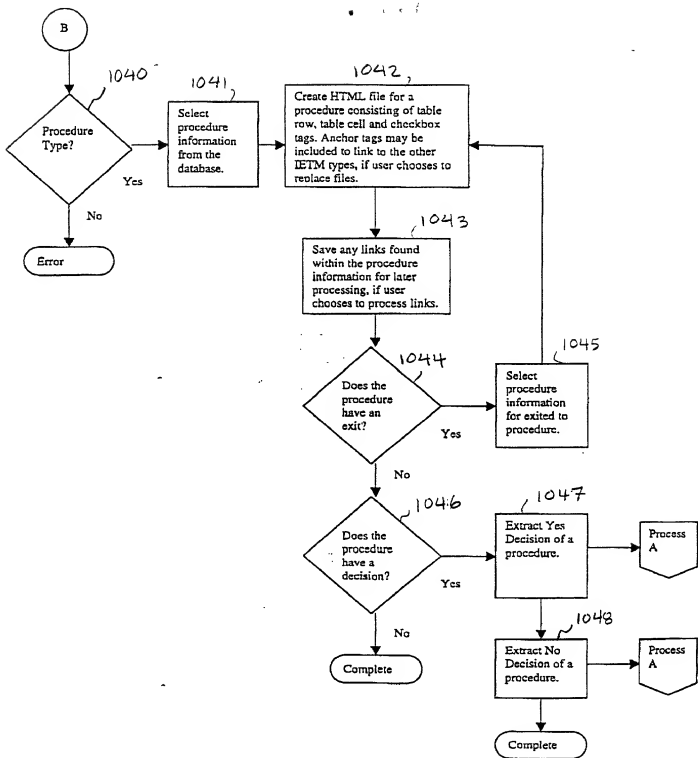 B
1040
Procedure
Type?
Yes
No
Error
1041
Select
procedure
information
from the
database.
1042
Create HTML file for a
procedure consisting of table
row, table cell and checkbox
tags. Anchor tags may be
included to link to the other
IETM types, if user chooses to
replace files.
1043
Save any links found
within the procedure
information for later
processing, if user
chooses to process links.
1044
Does the
procedure
have an
exit?
Yes
No
1045
Select
procedure
information
for exited to
procedure.
1046
Does the
procedure
have a
decision?
Yes
No
Complete
1047
Extract Yes
Decision of a
procedure.
Process
A
1048
Extract No
Decision of a
procedure.
Process
A
Complete